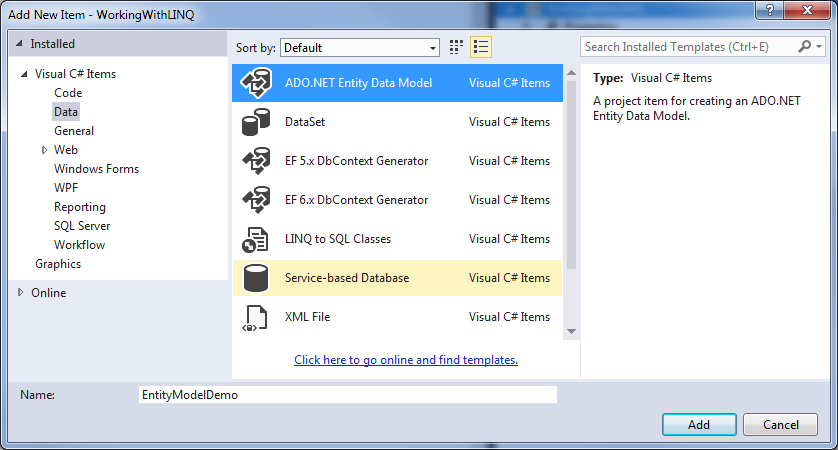 Add New Item - WorkingWithLINQ
Installed
Sort by: Default
Search Installed Templates (Ctrl+E)
Visual C# Items
Code
Data
General
Web
Windows Forms
WPF
Reporting
SQL Server
Workflow
Graphics
Online
ADO.NET Entity Data Model Visual C# Items
DataSet Visual C# Items
EF 5.x DbContext Generator Visual C# Items
EF 6.x DbContext Generator Visual C# Items
LINQ to SQL Classes Visual C# Items
Service-based Database Visual C# Items
XML File Visual C# Items
Click here to go online and find templates.
Type: Visual C# Items
A project item for creating an ADO.NET
Entity Data Model.
Name: EntityModelDemo
Add Cancel